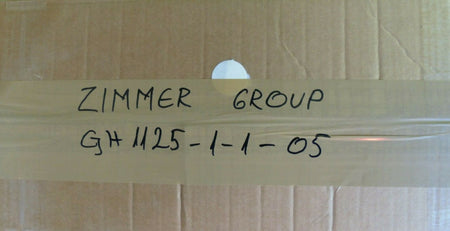 ZIMMER GROUP
GH 1125-1-1-05